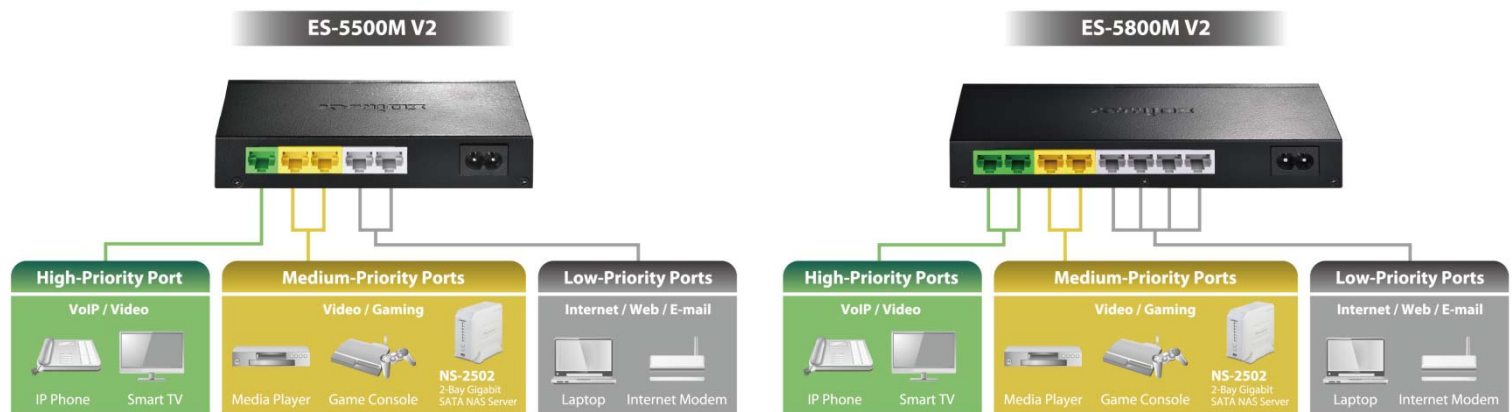 ES-5500M V2
High-Priority Port
VoIP / Video
IP Phone
Smart TV
Medium-Priority Ports
Video / Gaming
Media Player
Game Console
NS-2502
2-Bay Gigabit
SATA NAS Server
Low-Priority Ports
Internet / Web / E-mail
Laptop
Internet Modem
ES-5800M V2
EDIMAX
High-Priority Ports
VoIP / Video
IP Phone
Smart TV
Medium-Priority Ports
Video / Gaming
Media Player
Game Console
NS-2502
2-Bay Gigabit
SATA NAS Server
Low-Priority Ports
Internet / Web / E-mail
Laptop
Internet Modem